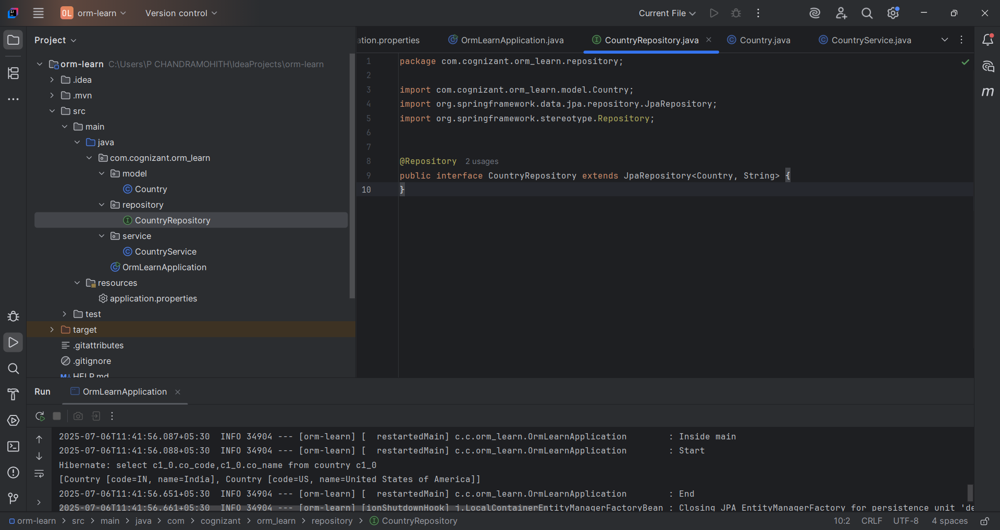 OL orm-learn Version control Current File
Project
orm-learn C:\Users\P CHANDRAMOHITH\IdeaProjects\orm-learn
.idea
.mvn
src
main
java
com.cognizant.orm_learn
model
Country
repository
CountryRepository
service
CountryService
OrmLearnApplication
resources
application.properties
test
target
.gitattributes
.gitignore
HELP.md
ation.properties OrmLearnApplication.java CountryRepository.java Country.java CountryService.java
1 package com.cognizant.orm_learn.repository;
2
3 import com.cognizant.orm_learn.model.Country;
4 import org.springframework.data.jpa.repository.JpaRepository;
5 import org.springframework.stereotype.Repository;
6
7
8 @Repository 2 usages
9 public interface CountryRepository extends JpaRepository<Country, String> {
10 }
m
Run OrmLearnApplication
2025-07-06T11:41:56.087+05:30  INFO 34904 --- [orm-learn] [  restartedMain] c.c.orm_learn.OrmLearnApplication        : Inside main
2025-07-06T11:41:56.088+05:30  INFO 34904 --- [orm-learn] [  restartedMain] c.c.orm_learn.OrmLearnApplication        : Start
Hibernate: select c1_0.co_code,c1_0.co_name from country c1_0
[Country [code=IN, name=India], Country [code=US, name=United States of America]]
2025-07-06T11:41:56.651+05:30  INFO 34904 --- [orm-learn] [  restartedMain] c.c.orm_learn.OrmLearnApplication        : End
2025-07-06T11:41:56.661+05:30  INFO 34904 --- [orm-learn] [ionShutdownHook] j.LocalContainerEntityManagerFactoryBean : Closing JPA EntityManagerFactory for persistence unit 'de
orm-learn > src > main > java > com > cognizant > orm_learn > repository > CountryRepository 10:2 CRLF UTF-8 4 spaces